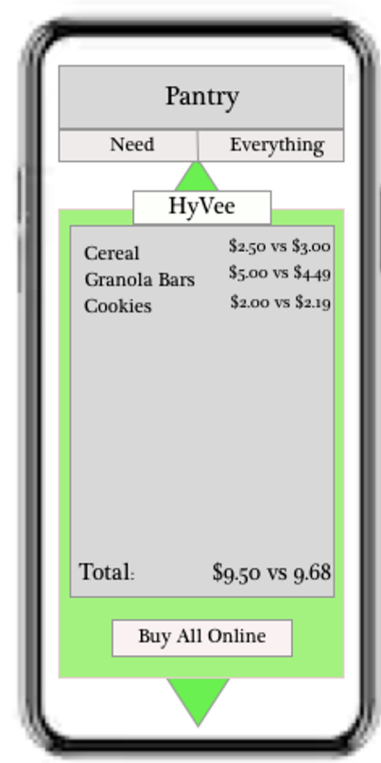 Pantry
Need Everything
HyVee
Cereal $2.50 vs $3.00
Granola Bars $5.00 vs $4.49
Cookies $2.00 vs $2.19
Total: $9.50 vs 9.68
Buy All Online